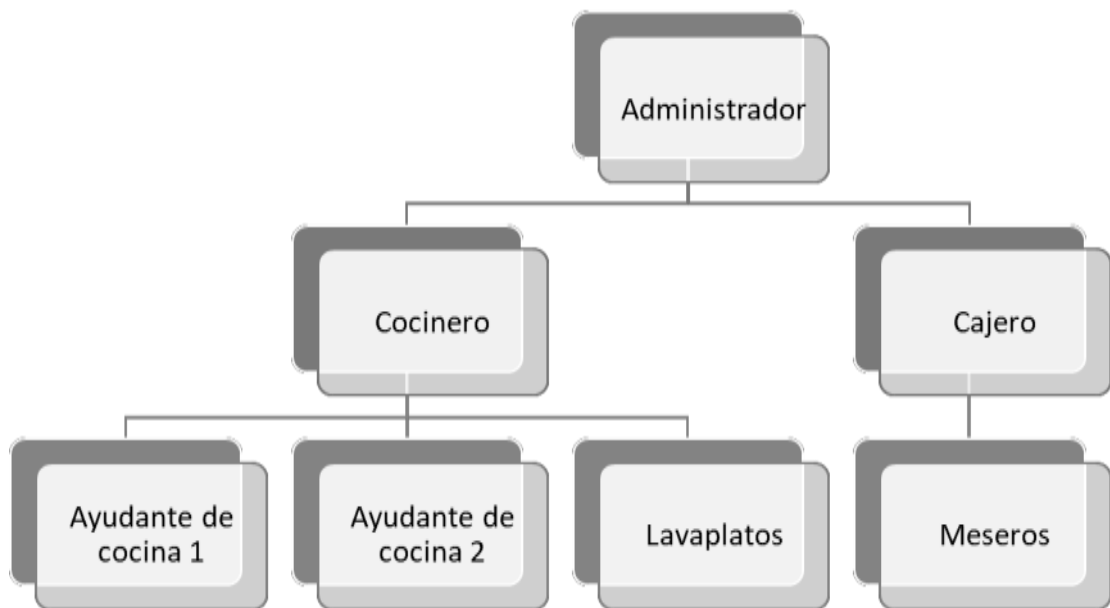 Administrador
Cocinero
Cajero
Ayudante de
cocina 1
Ayudante de
cocina 2
Lavaplatos
Meseros